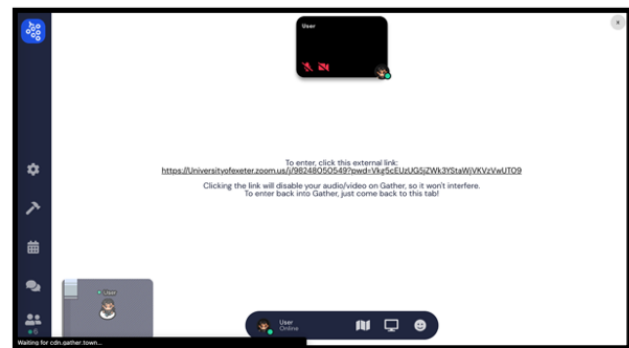 User
To enter, click this external link:
https://Universityofexeter.zoom.us/j/98248050549?pwd=Vkg5cEUzUG5jZWk3YStaWjVKVzVwUT09
Clicking the link will disable your audio/video on Gather, so it won't interfere.
To enter back into Gather, just come back to this tab!
User
User
Online
6
Waiting for cdn.gather.town...